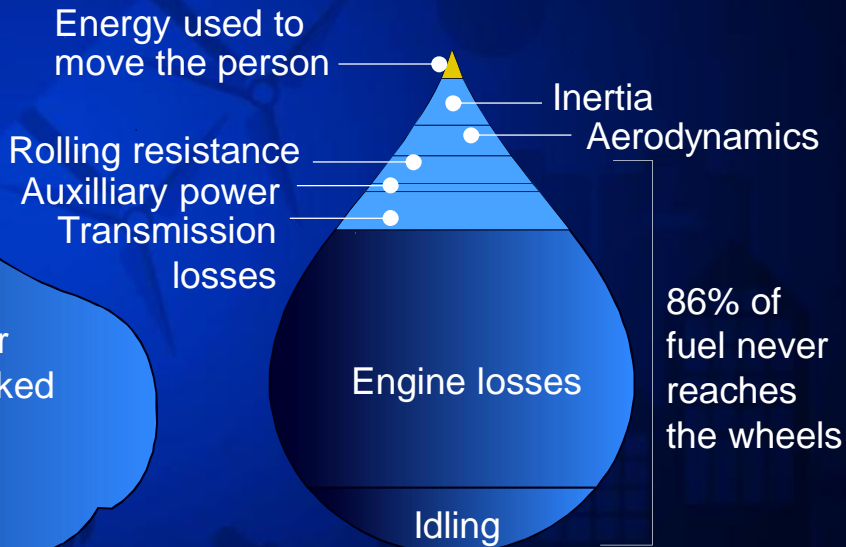 Energy used to
move the person
Inertia
Aerodynamics
Rolling resistance
Auxilliary power
Transmission
losses
86% of
fuel never
reaches
the wheels
Engine losses
Idling